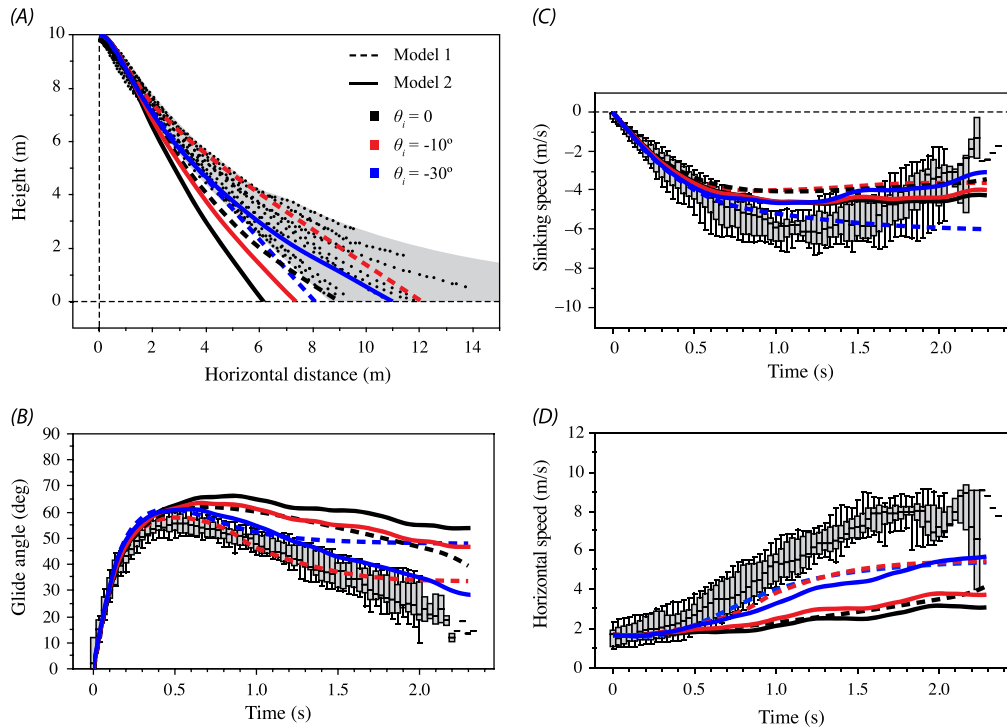 (A)
10
8
6
4
2
0
Height (m)
0 2 4 6 8 10 12 14
Horizontal distance (m)
Model 1
Model 2
θi = 0
θi = -10º
θi = -30º
(C)
0
−2
−4
−6
−8
−10
Sinking speed (m/s)
0 0.5 1.0 1.5 2.0
Time (s)
(B)
90
80
70
60
50
40
30
20
10
0
Glide angle (deg)
0 0.5 1.0 1.5 2.0
Time (s)
(D)
12
10
8
6
4
2
0
Horizontal speed (m/s)
0 0.5 1.0 1.5 2.0
Time (s)